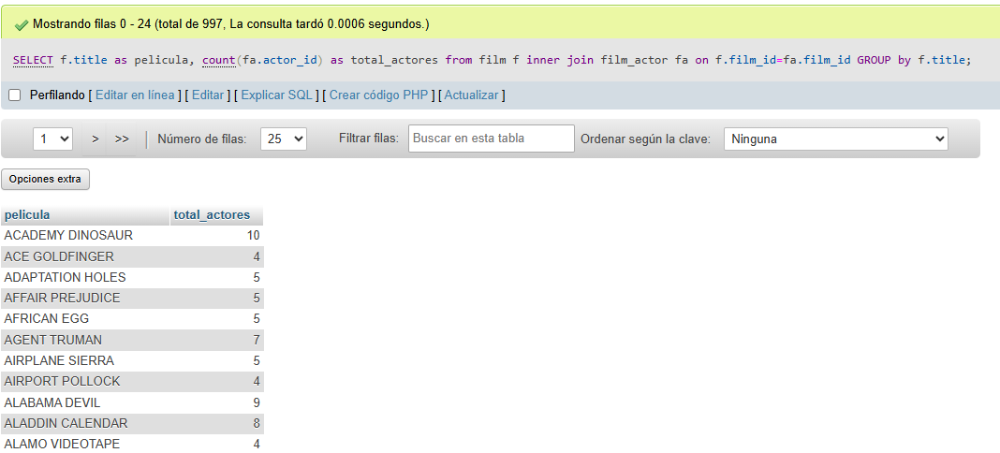 Mostrando filas 0 - 24 (total de 997, La consulta tardó 0.0006 segundos.)
SELECT f.title as pelicula, count(fa.actor_id) as total_actores from film f inner join film_actor fa on f.film_id=fa.film_id GROUP by f.title;
Perfilando [ Editar en línea ] [ Editar ] [ Explicar SQL ] [ Crear código PHP ] [ Actualizar ]
1 > >> | Número de filas: 25 Filtrar filas: Buscar en esta tabla Ordenar según la clave: Ninguna
Opciones extra
pelicula total_actores
ACADEMY DINOSAUR 10
ACE GOLDFINGER 4
ADAPTATION HOLES 5
AFFAIR PREJUDICE 5
AFRICAN EGG 5
AGENT TRUMAN 7
AIRPLANE SIERRA 5
AIRPORT POLLOCK 4
ALABAMA DEVIL 9
ALADDIN CALENDAR 8
ALAMO VIDEOTAPE 4